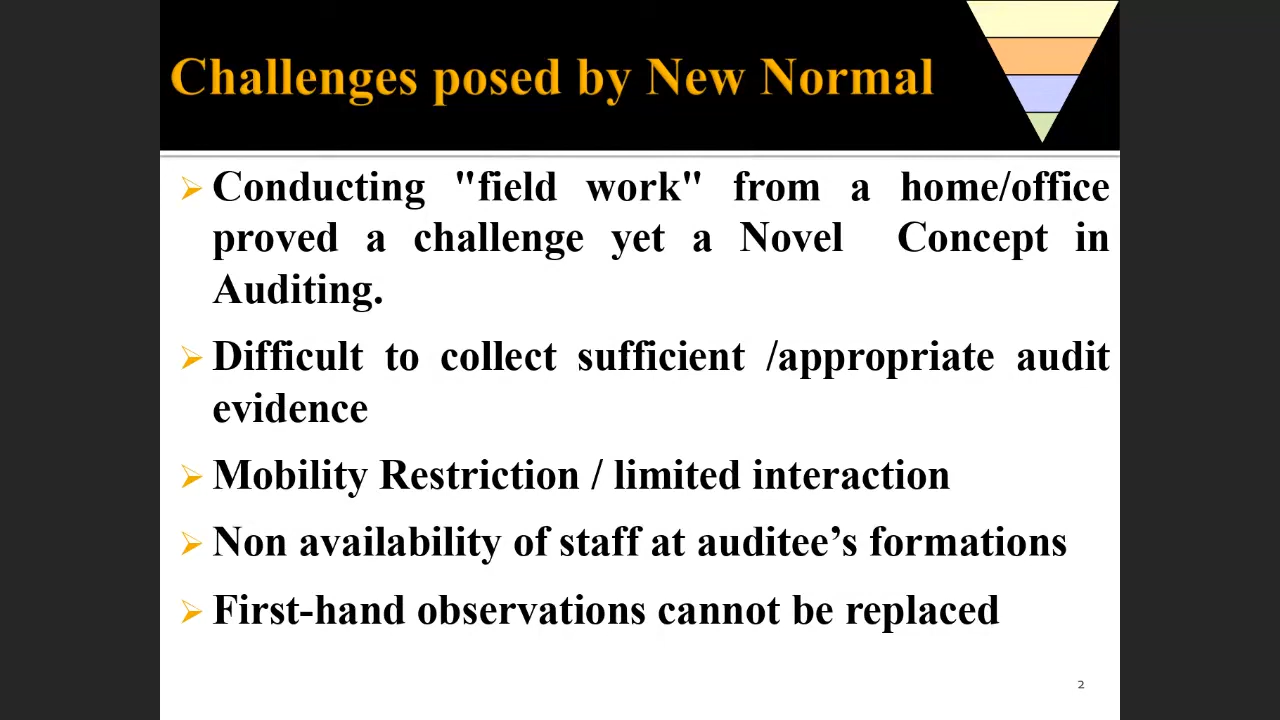 Challenges posed by New Normal
➢ Conducting "field work" from a home/office
proved a challenge yet a Novel Concept in
Auditing.
➢ Difficult to collect sufficient /appropriate audit
evidence
➢ Mobility Restriction / limited interaction
➢ Non availability of staff at auditee’s formations
➢ First-hand observations cannot be replaced
2